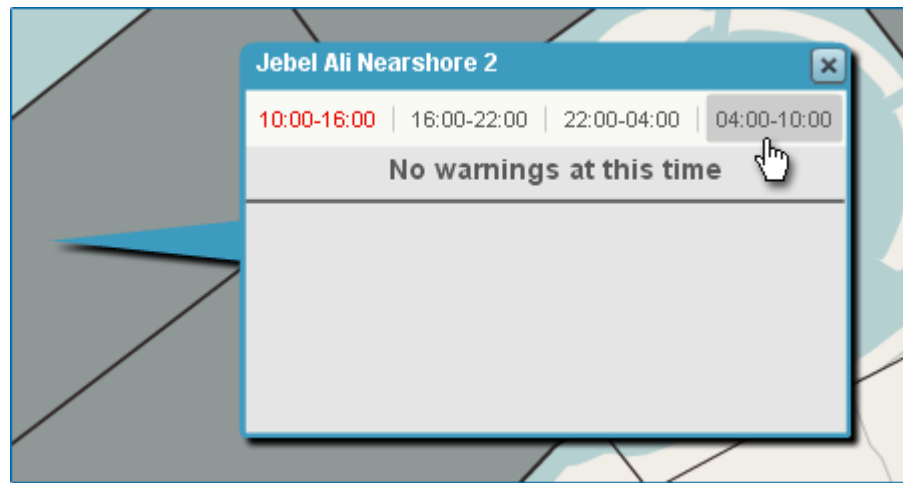 Jebel Ali Nearshore 2
10:00-16:00 | 16:00-22:00 | 22:00-04:00 | 04:00-10:00
No warnings at this time